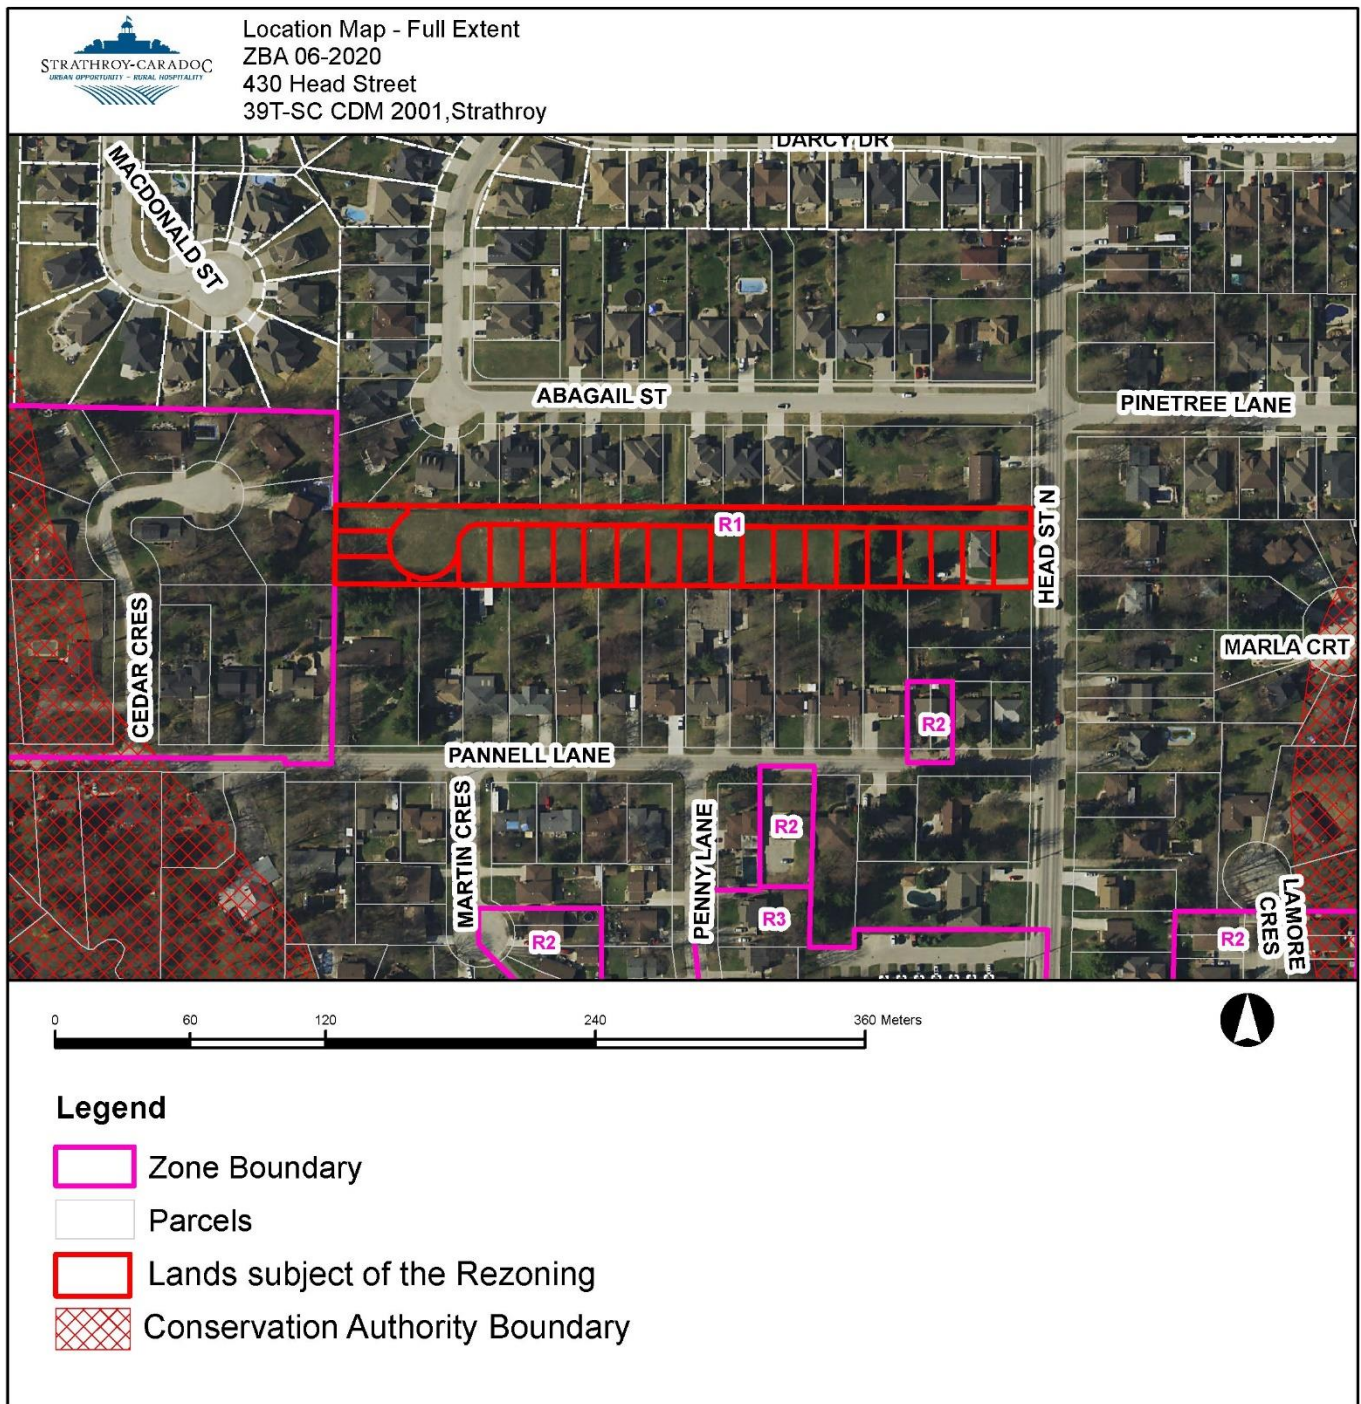 STRATHROY-CARADOC
URBAN OPPORTUNITY - RURAL HOSPITALITY
Location Map - Full Extent
ZBA 06-2020
430 Head Street
39T-SC CDM 2001,Strathroy
DARCY DR
MACDONALD ST
ABAGAIL ST
PINETREE LANE
R1
HEAD ST N
CEDAR CRES
MARLA CRT
R2
PANNELL LANE
MARTIN CRES
PENNY LANE
R2
R3
R2
R2
LAMORE
CRES
0 60 120 240 360 Meters
Legend
Zone Boundary
Parcels
Lands subject of the Rezoning
Conservation Authority Boundary